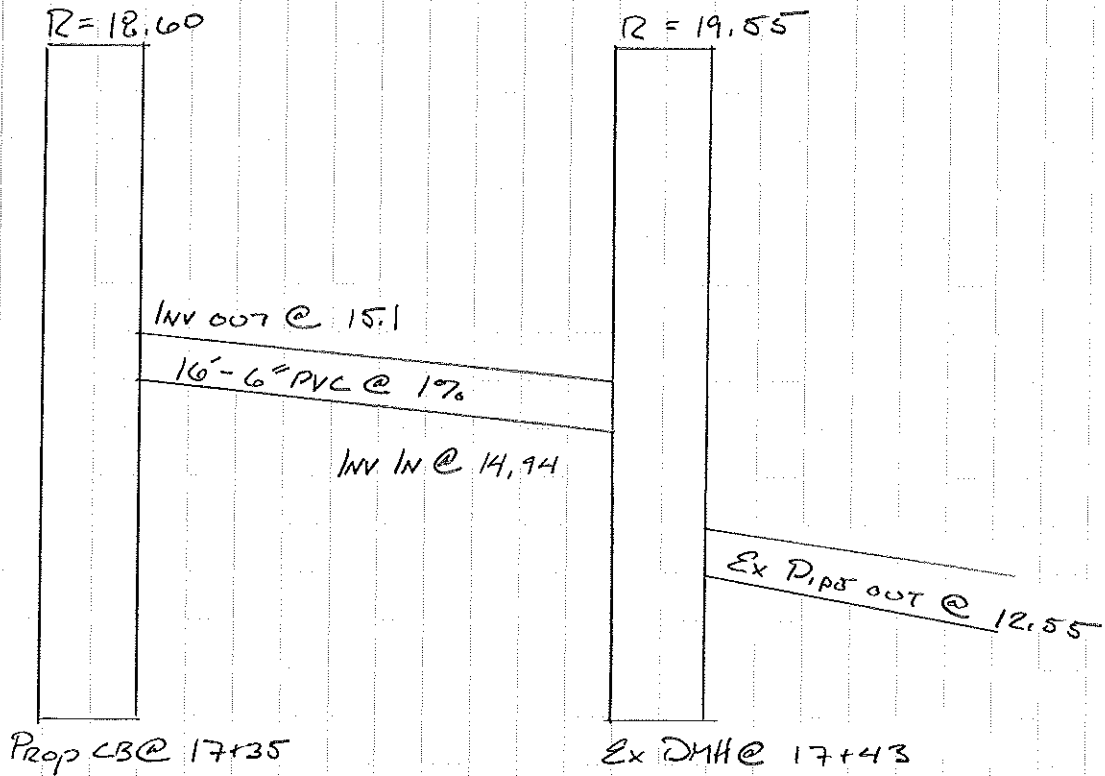 R = 18.60
R = 19.55
INV OUT @ 15.1
16' - 6" PVC @ 1%
INV IN @ 14.94
Ex Pipe OUT @ 12.55
Prop CB @ 17+35
Ex DMH @ 17+43